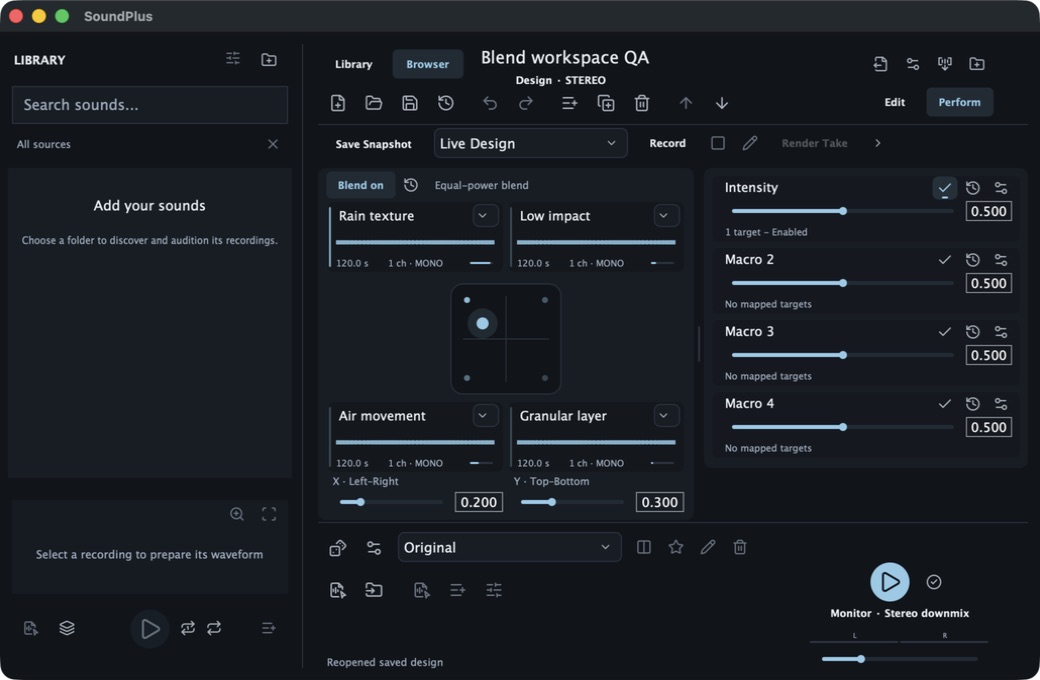 SoundPlus
LIBRARY
Search sounds...
All sources
Add your sounds
Choose a folder to discover and audition its recordings.
Select a recording to prepare its waveform
Library
Browser
Blend workspace QA
Design · STEREO
Edit
Perform
Save Snapshot
Live Design
Record
Render Take
Blend on
Equal-power blend
Rain texture
120.0 s 1 ch · MONO
Low impact
120.0 s 1 ch · MONO
Air movement
120.0 s 1 ch · MONO
Granular layer
120.0 s 1 ch · MONO
X · Left-Right
0.200
Y · Top-Bottom
0.300
Intensity
0.500
1 target – Enabled
Macro 2
0.500
No mapped targets
Macro 3
0.500
No mapped targets
Macro 4
0.500
No mapped targets
Original
Monitor · Stereo downmix
L R
Reopened saved design